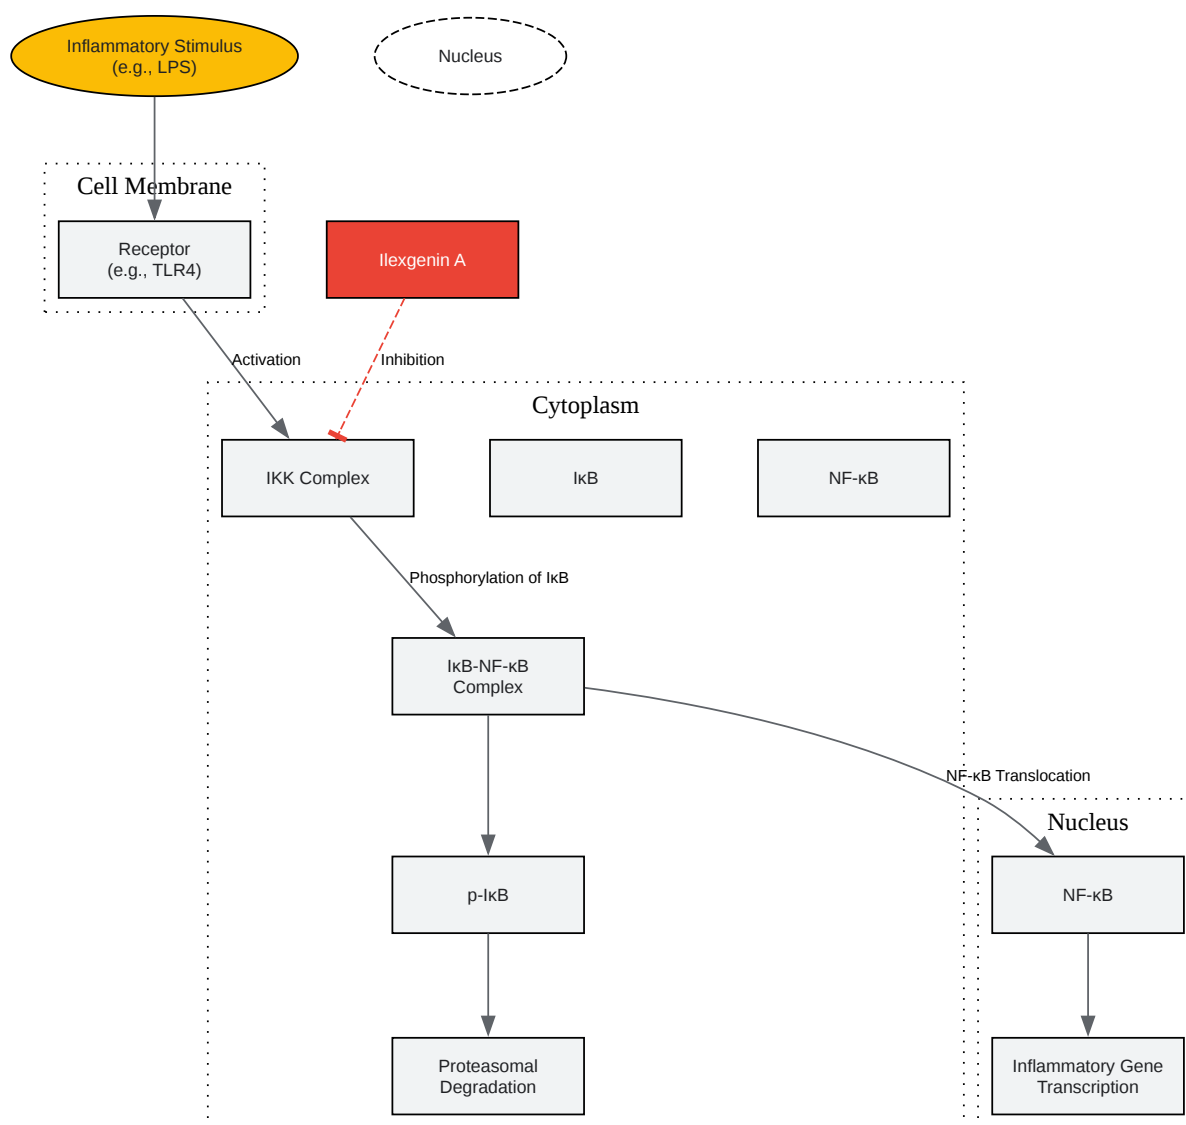 Inflammatory Stimulus
(e.g., LPS)
Nucleus
Cell Membrane
Receptor
(e.g., TLR4)
Ilexgenin A
Activation
Inhibition
Cytoplasm
IKK Complex
IκB
NF-κB
Phosphorylation of IκB
IκB-NF-κB
Complex
NF-κB Translocation
Nucleus
p-IκB
NF-κB
Proteasomal
Degradation
Inflammatory Gene
Transcription